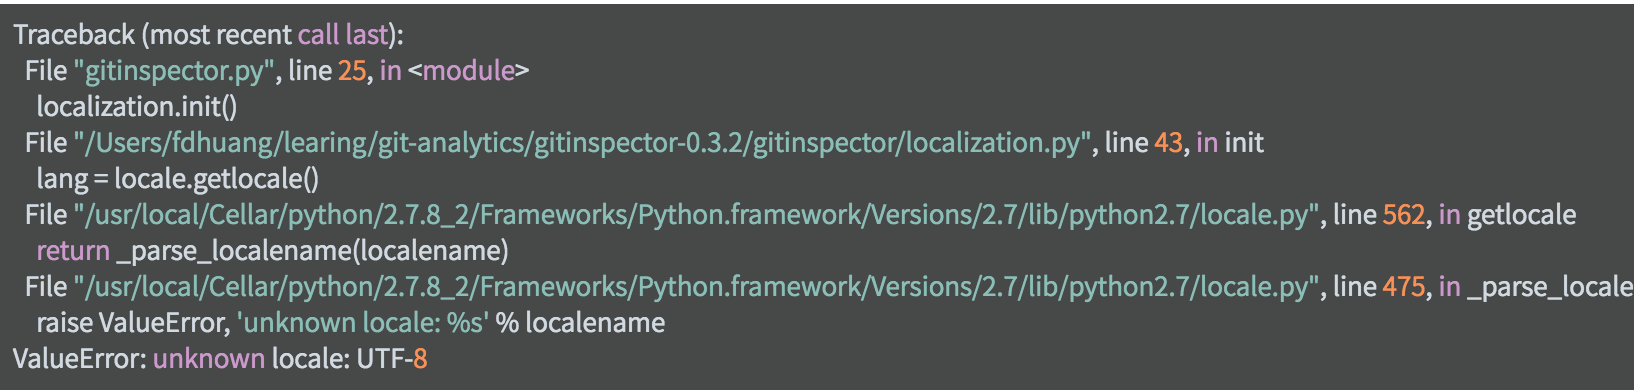 Traceback (most recent call last):
File "gitinspector.py", line 25, in <module>
localization.init()
File "/Users/fdhuang/learing/git-analytics/gitinspector-0.3.2/gitinspector/localization.py", line 43, in init
lang = locale.getlocale()
File "/usr/local/Cellar/python/2.7.8_2/Frameworks/Python.framework/Versions/2.7/lib/python2.7/locale.py", line 562, in getlocale
return _parse_localename(localename)
File "/usr/local/Cellar/python/2.7.8_2/Frameworks/Python.framework/Versions/2.7/lib/python2.7/locale.py", line 475, in _parse_locale
raise ValueError, 'unknown locale: %s' % localename
ValueError: unknown locale: UTF-8